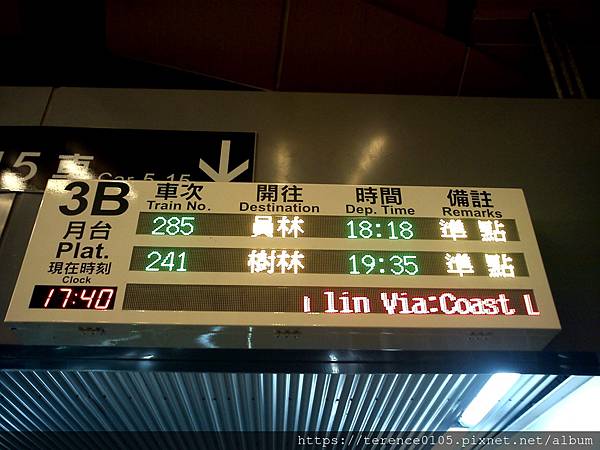 15 車 Car 5-15
3B 車次 開往 時間 備註
Train No. Destination Dep. Time Remarks
月台 285 員林 18:18 準點
Plat.
現在時刻 241 樹林 19:35 準點
Clock
17:40 lin Via:Coast L
https://terence0105.pixnet.net/album